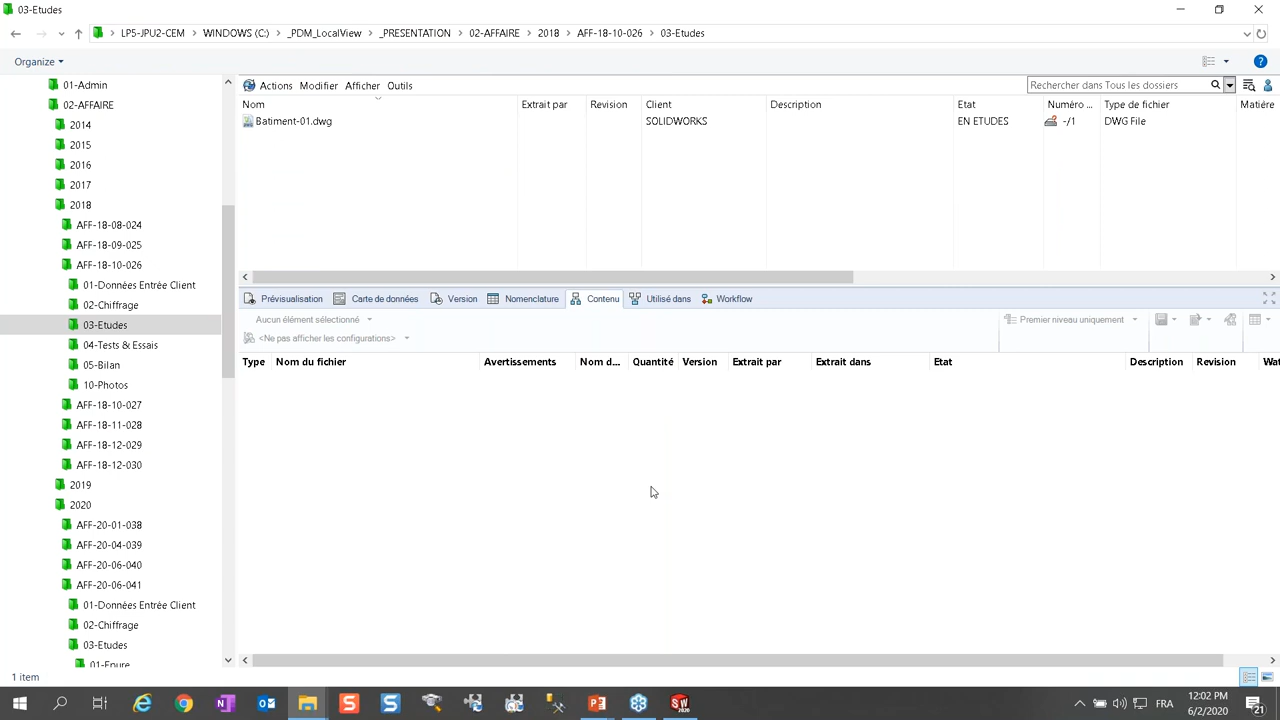 03-Etudes
LP5-JPU2-CEM > WINDOWS (C:) > _PDM_LocalView > _PRESENTATION > 02-AFFAIRE > 2018 > AFF-18-10-026 > 03-Etudes
Organize
01-Admin
02-AFFAIRE
2014
2015
2016
2017
2018
AFF-18-08-024
AFF-18-09-025
AFF-18-10-026
01-Données Entrée Client
02-Chiffrage
03-Etudes
04-Tests & Essais
05-Bilan
10-Photos
AFF-18-10-027
AFF-18-11-028
AFF-18-12-029
AFF-18-12-030
2019
2020
AFF-20-01-038
AFF-20-04-039
AFF-20-06-040
AFF-20-06-041
01-Données Entrée Client
02-Chiffrage
03-Etudes
01-Epure
Actions Modifier Afficher Outils
Rechercher dans Tous les dossiers
Nom Extrait par Revision Client Description Etat Numéro ... Type de fichier Matière
Batiment-01.dwg SOLIDWORKS EN ETUDES -/1 DWG File
Prévisualisation Carte de données Version Nomenclature Contenu Utilisé dans Workflow
Aucun élément sélectionné
Premier niveau uniquement
<Ne pas afficher les configurations>
Type Nom du fichier Avertissements Nom d... Quantité Version Extrait par Extrait dans Etat Description Revision Wat
1 item
FRA
12:02 PM
6/2/2020
21